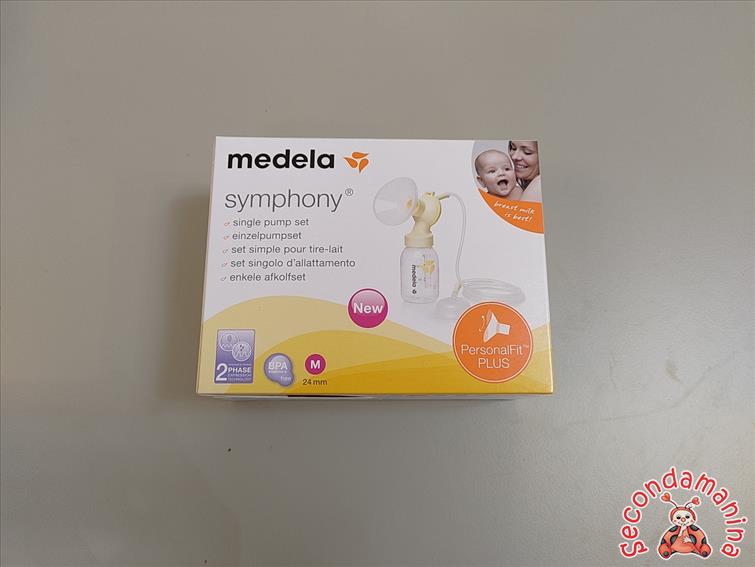 medela
symphony®
single pump set
einzelpumpset
set simple pour tire-lait
set singolo d'allattamento
enkele afkolfset
breast milk
is best!
medela
New
PersonalFit™
PLUS
2 PHASE
EXPRESSION
TECHNOLOGY
BPA
free
M
24 mm
Secondamanina